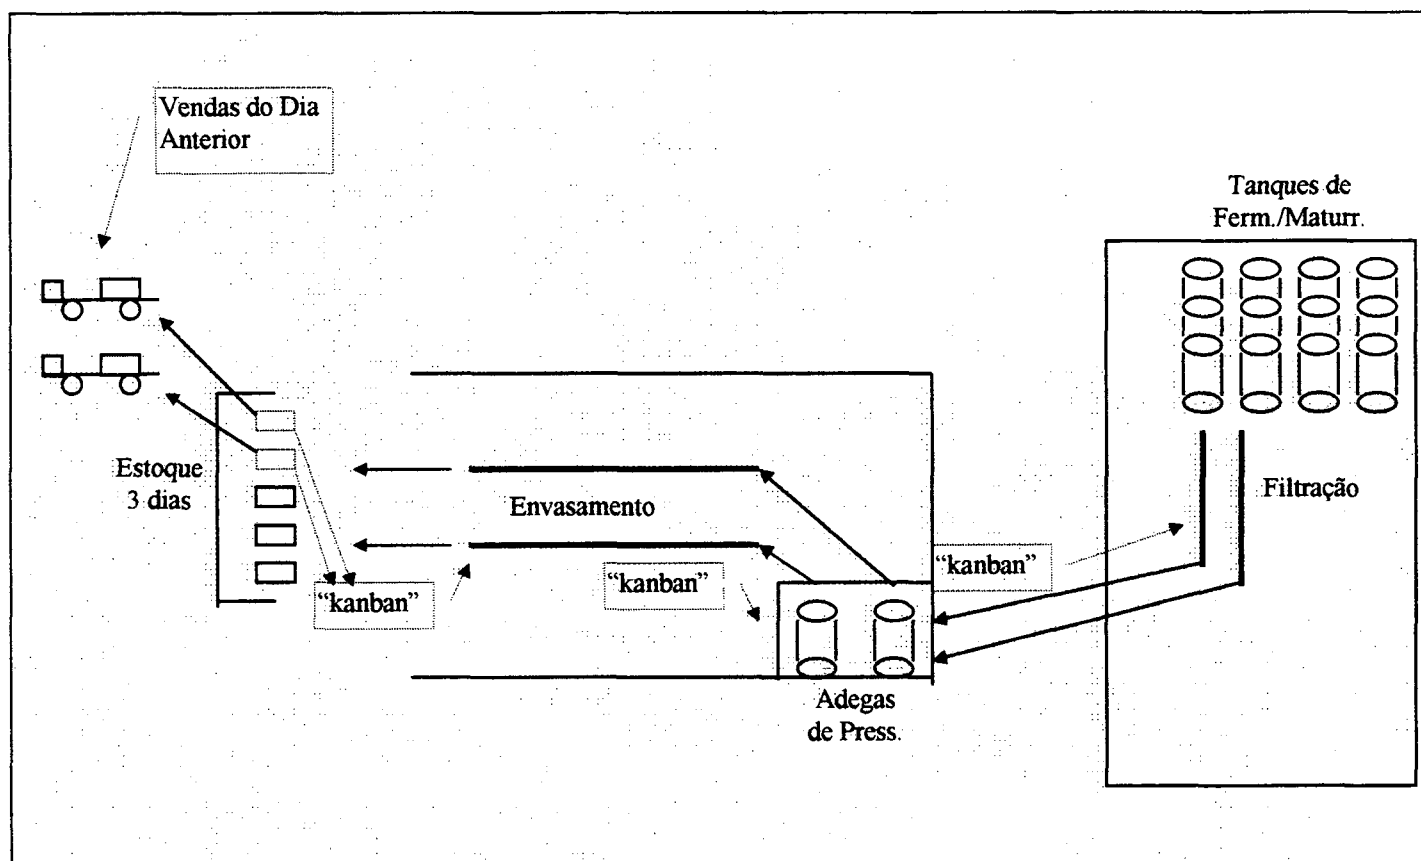 Vendas do Dia
Anterior
Tanques de
Ferm./Maturr.
Estoque
3 dias
Envasamento
Filtração
“kanban”
“kanban”
“kanban”
Adegas
de Press.